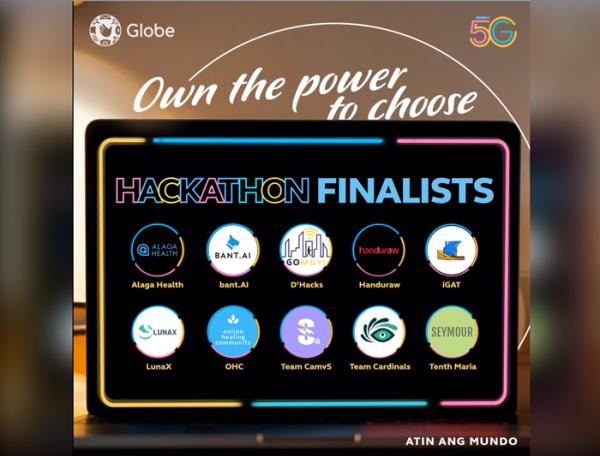 Globe
5G
Own the power
to choose
HACKATHON FINALISTS
ALAGA
HEALTH
BANT.AI
GOMUYI
handuraw
Alaga Health
bant.AI
D'Hacks
Handuraw
iGAT
LUNAX
online
healing
community
S
SEYMOUR
LunaX
OHC
Team CamvS
Team Cardinals
Tenth Maria
ATIN ANG MUNDO